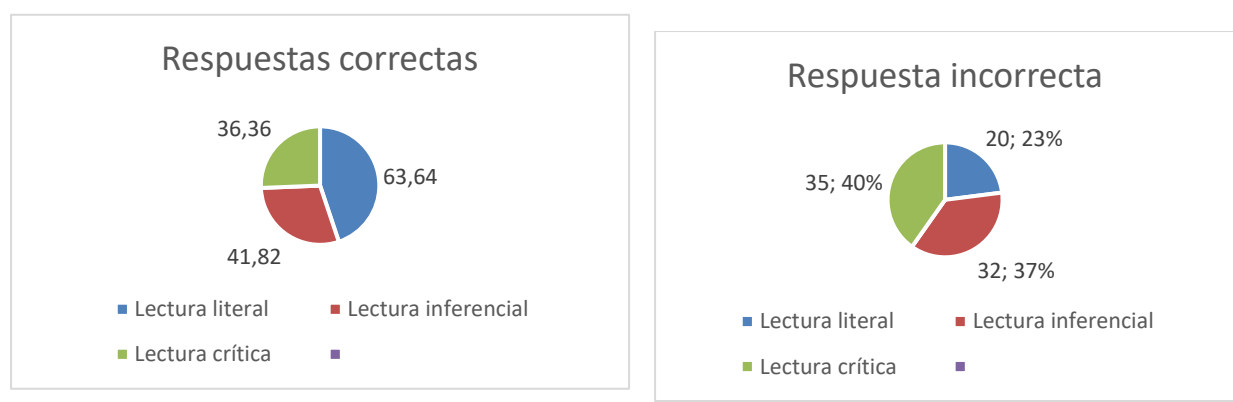 Respuestas correctas
36,36
63,64
41,82
Lectura literal
Lectura inferencial
Lectura crítica
Respuesta incorrecta
20; 23%
35; 40%
32; 37%
Lectura literal
Lectura inferencial
Lectura crítica